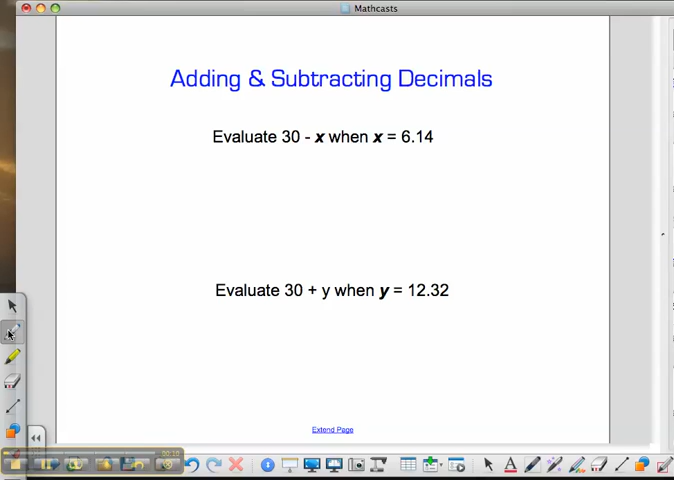 Mathcasts
Adding & Subtracting Decimals
Evaluate 30 - x when x = 6.14
Evaluate 30 + y when y = 12.32
Extend Page